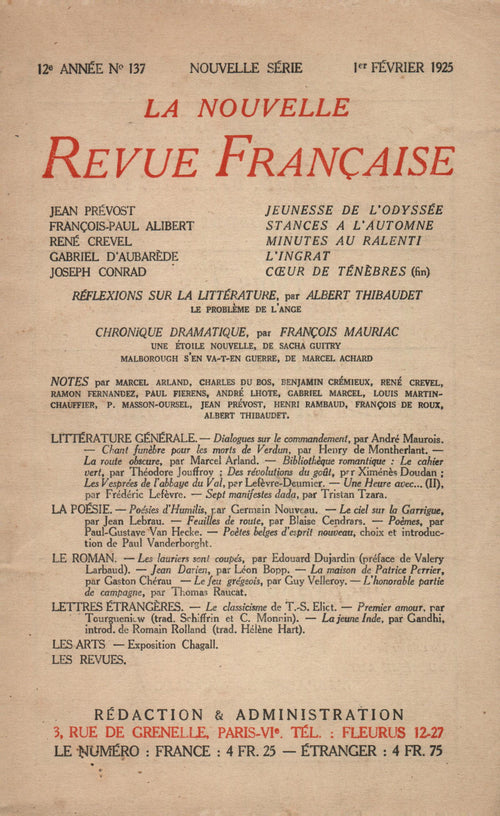 12e ANNÉE No 137 NOUVELLE SÉRIE 1er FÉVRIER 1925
LA NOUVELLE
REVUE FRANÇAISE
JEAN PRÉVOST JEUNESSE DE L'ODYSSÉE
FRANÇOIS-PAUL ALIBERT STANCES A L'AUTOMNE
RENÉ CREVEL MINUTES AU RALENTI
GABRIEL D'AUBARÈDE L'INGRAT
JOSEPH CONRAD CŒUR DE TÉNÈBRES (fin)
RÉFLEXIONS SUR LA LITTÉRATURE, par ALBERT THIBAUDET
LE PROBLÈME DE L'ANGE
CHRONIQUE DRAMATIQUE, par FRANÇOIS MAURIAC
UNE ÉTOILE NOUVELLE, DE SACHA GUITRY
MALBOROUGH S'EN VA-T-EN GUERRE, DE MARCEL ACHARD
NOTES par MARCEL ARLAND, CHARLES DU BOS, BENJAMIN CRÉMIEUX, RENÉ CREVEL,
RAMON FERNANDEZ, PAUL FIERENS, ANDRÉ LHOTE, GABRIEL MARCEL, LOUIS MARTIN-
CHAUFFIER, P. MASSON-OURSEL, JEAN PRÉVOST, HENRI RAMBAUD, FRANÇOIS DE ROUX,
ALBERT THIBAUDET.
LITTÉRATURE GÉNÉRALE. — Dialogues sur le commandement, par André Maurois.
— Chant funèbre pour les morts de Verdun, par Henry de Montherlant. —
La route obscure, par Marcel Arland. — Bibliothèque romantique : Le cahier
vert, par Théodore Jouffroy ; Des révolutions du goût, par Ximénès Doudan ;
Les Vesprées de l'abbaye du Val, par Lefèvre-Deumier. — Une Heure avec... (II),
par Frédéric Lefèvre. — Sept manifestes dada, par Tristan Tzara.
LA POÉSIE. — Poésies d'Humilis, par Germain Nouveau. — Le ciel sur la Garrigue,
par Jean Lebrau. — Feuilles de route, par Blaise Cendrars. — Poèmes, par
Paul-Gustave Van Hecke. — Poètes belges d'esprit nouveau, choix et introduc-
tion de Paul Vanderborght.
LE ROMAN. — Les lauriers sont coupés, par Edouard Dujardin (préface de Valery
Larbaud). — Jean Darien, par Léon Bopp. — La maison de Patrice Perrier,
par Gaston Chérau — Le feu grégeois, par Guy Velleroy. — L'honorable partie
de campagne, par Thomas Raucat.
LETTRES ÉTRANGÈRES. — Le classicisme de T.-S. Eliot. — Premier amour, par
Tourgueniew (trad. Schiffrin et C. Mongin). — La jeune Inde, par Gandhi,
introd. de Romain Rolland (trad. Hélène Hart).
LES ARTS — Exposition Chagall.
LES REVUES.
RÉDACTION & ADMINISTRATION
3, RUE DE GRENELLE, PARIS-VIe. TÉL. : FLEURUS 12-27
LE NUMÉRO : FRANCE : 4 FR. 25 — ÉTRANGER : 4 FR. 75